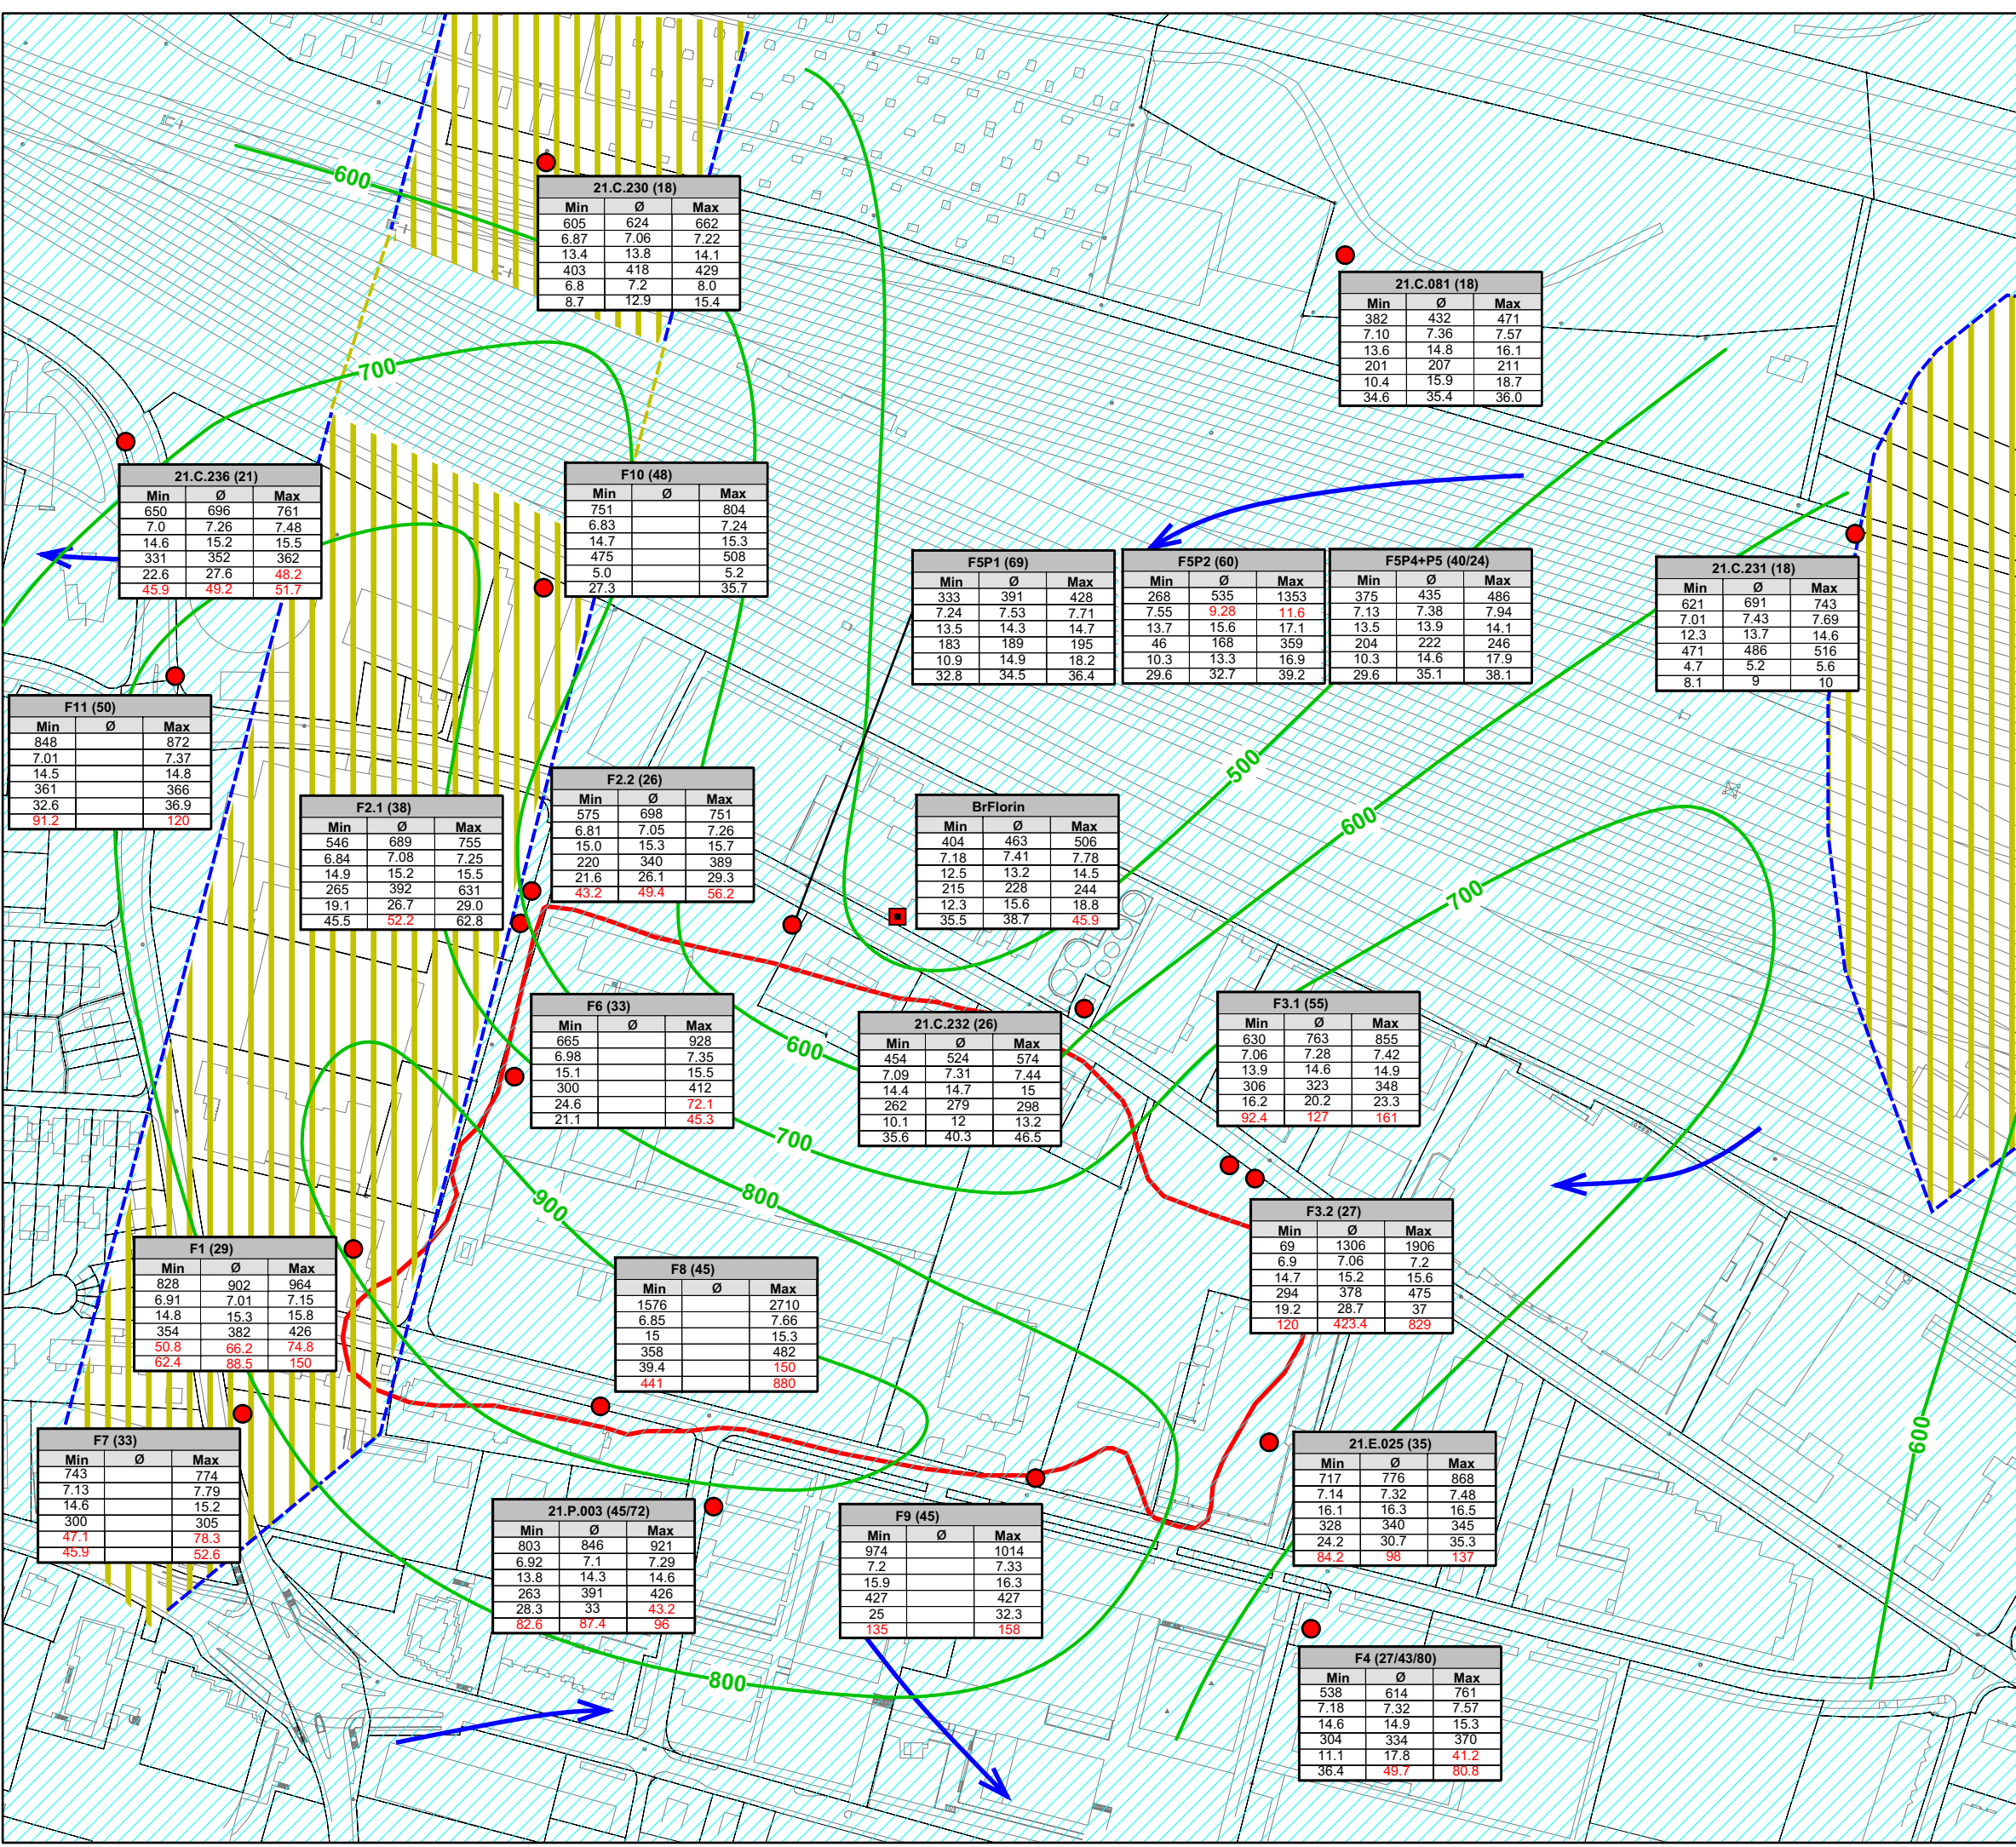 600
21.C.230 (18)
Min Ø Max
605 624 662
6.87 7.06 7.22
13.4 13.8 14.1
403 418 429
6.8 7.2 8.0
8.7 12.9 15.4
21.C.081 (18)
Min Ø Max
382 432 471
7.10 7.36 7.57
13.6 14.8 16.1
201 207 211
10.4 15.9 18.7
34.6 35.4 36.0
700
21.C.236 (21)
Min Ø Max
650 696 761
7.0 7.26 7.48
14.6 15.2 15.5
331 352 362
22.6 27.6 48.2
45.9 49.2 51.7
F10 (48)
Min Ø Max
751 804
6.83 7.24
14.7 15.3
475 508
5.0 5.2
27.3 35.7
F5P1 (69)
Min Ø Max
333 391 428
7.24 7.53 7.71
13.5 14.3 14.7
183 189 195
10.9 14.9 18.2
32.8 34.5 36.4
F5P2 (60)
Min Ø Max
268 535 1353
7.55 9.28 11.6
13.7 15.6 17.1
46 168 359
10.3 13.3 16.9
29.6 32.7 39.2
F5P4+P5 (40/24)
Min Ø Max
375 435 486
7.13 7.38 7.94
13.5 13.9 14.1
204 222 246
10.3 14.6 17.9
29.6 35.1 38.1
21.C.231 (18)
Min Ø Max
621 691 743
7.01 7.43 7.69
12.3 13.7 14.6
471 486 516
4.7 5.2 5.6
8.1 9 10
F11 (50)
Min Ø Max
848 872
7.01 7.37
14.5 14.8
361 366
32.6 36.9
91.2 120
500
600
700
F2.1 (38)
Min Ø Max
546 689 755
6.84 7.08 7.25
14.9 15.2 15.5
265 392 631
19.1 26.7 29.0
45.5 52.2 62.8
F2.2 (26)
Min Ø Max
575 698 751
6.81 7.05 7.26
15.0 15.3 15.7
220 340 389
21.6 26.1 29.3
43.2 49.4 56.2
BrFlorin
Min Ø Max
404 463 506
7.18 7.41 7.78
12.5 13.2 14.5
215 228 244
12.3 15.6 18.8
35.5 38.7 45.9
F6 (33)
Min Ø Max
665 928
6.98 7.35
15.1 15.5
300 412
24.6 72.1
21.1 45.3
600
700
800
900
21.C.232 (26)
Min Ø Max
454 524 574
7.09 7.31 7.44
14.4 14.7 15
262 279 298
10.1 12 13.2
35.6 40.3 46.5
F3.1 (55)
Min Ø Max
630 763 855
7.06 7.28 7.42
13.9 14.6 14.9
306 323 348
16.2 20.2 23.3
92.4 127 161
F3.2 (27)
Min Ø Max
69 1306 1906
6.9 7.06 7.2
14.7 15.2 15.6
294 378 475
19.2 28.7 37
120 423.4 829
F1 (29)
Min Ø Max
828 902 964
6.91 7.01 7.15
14.8 15.3 15.8
354 382 426
50.8 66.2 74.8
62.4 88.5 150
F8 (45)
Min Ø Max
1576 2710
6.85 7.66
15 15.3
358 482
39.4 150
441 880
F7 (33)
Min Ø Max
743 774
7.13 7.79
14.6 15.2
300 305
47.1 78.3
45.9 52.6
21.P.003 (45/72)
Min Ø Max
803 846 921
6.92 7.1 7.29
13.8 14.3 14.6
263 391 426
28.3 33 43.2
82.6 87.4 96
F9 (45)
Min Ø Max
974 1014
7.2 7.33
15.9 16.3
427 427
25 32.3
135 158
21.E.025 (35)
Min Ø Max
717 776 868
7.14 7.32 7.48
16.1 16.3 16.5
328 340 345
24.2 30.7 35.3
84.2 98 137
600
800
F4 (27/43/80)
Min Ø Max
538 614 761
7.18 7.32 7.57
14.6 14.9 15.3
304 334 370
11.1 17.8 41.2
36.4 49.7 80.8